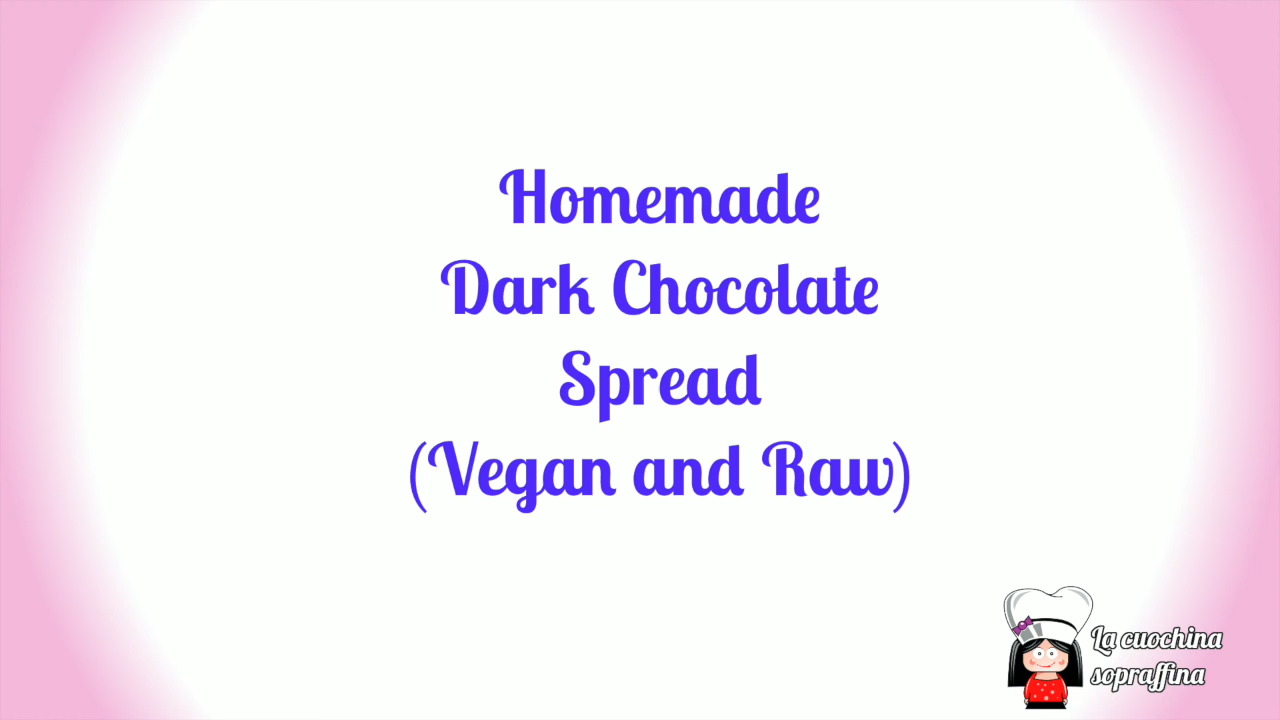 Homemade
Dark Chocolate
Spread
(Vegan and Raw)
La cuochina
sopraffina